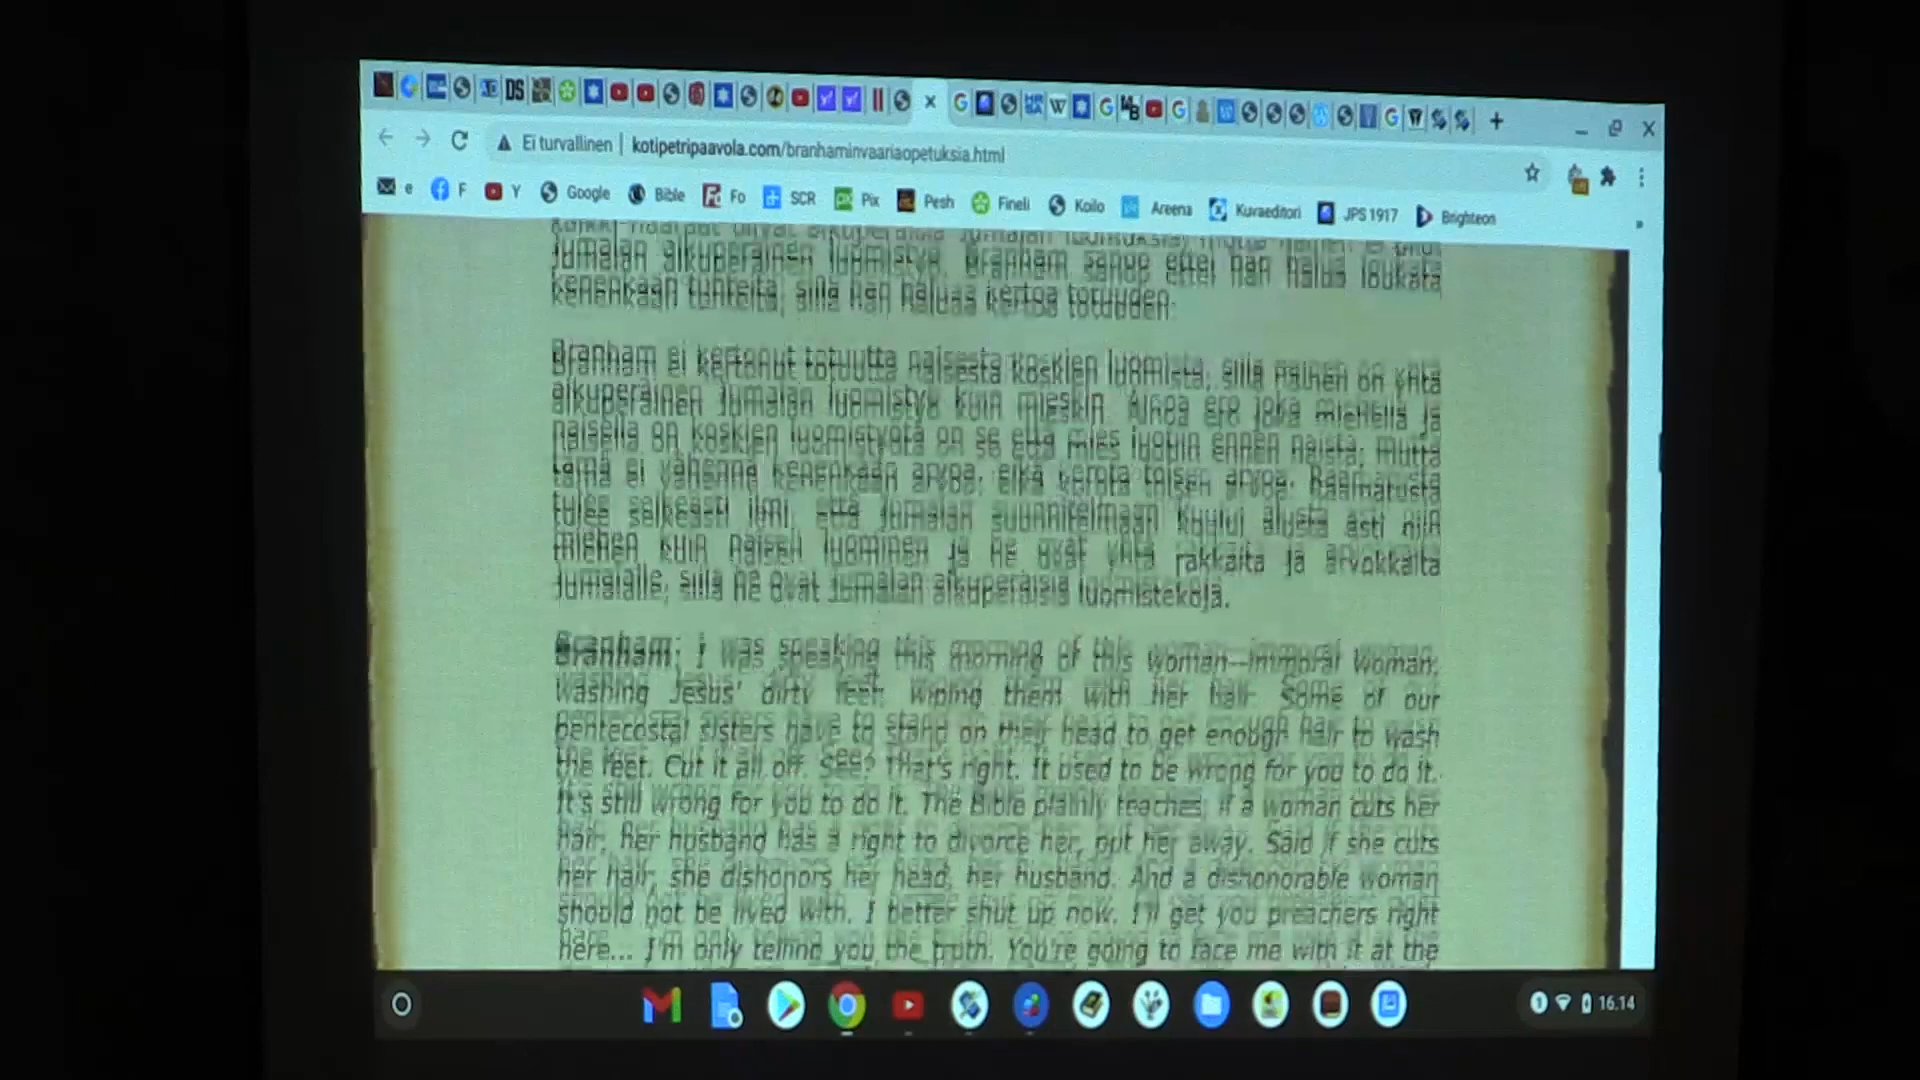 Ei turvallinen | kotipetripaavola.com/branhaminvaariaopetuksia.html
e F Y Google Bible Fo SCR Pix Pesh Fineli Koilo Areena Kuvaeditori JPS 1917 Brighteon
Jumalan alkuperäinen luomistyö. Branham sanoo ettei hän halua loukata
kenenkään tunteita, sillä hän haluaa kertoa totuuden.
Branham ei kertonut totuutta naisesta koskien luomista, sillä nainen on yhtä
alkuperäinen Jumalan luomistyö kuin mieskin. Ainoa ero joka miehellä ja
naisella on koskien luomistyötä on se että mies luotiin ennen naista, mutta
tämä ei vähennä kenenkään arvoa, eikä kerota toisen arvoa. Raamatusta
tulee selkeästi ilmi, että Jumalan suunnitelmaan kuului alusta asti niin
miehen kuin naisen luominen ja he ovat yhtä rakkaita ja arvokkaita
Jumalalle, sillä he ovat Jumalan alkuperäisiä luomistekoja.
Branham: I was speaking this morning of this woman—immoral woman,
washing Jesus' dirty feet, wiping them with her hair. Some of our
pentecostal sisters have to stand on their head to get enough hair to wash
the feet. Cut it all off. See? That's right. It used to be wrong for you to do it.
It's still wrong for you to do it. The Bible plainly teaches, if a woman cuts her
hair, her husband has a right to divorce her, put her away. Said if she cuts
her hair, she dishonors her head, her husband. And a dishonorable woman
should not be lived with. I better shut up now. I'll get you preachers right
here... I'm only telling you the truth. You're going to face me with it at the
16.14